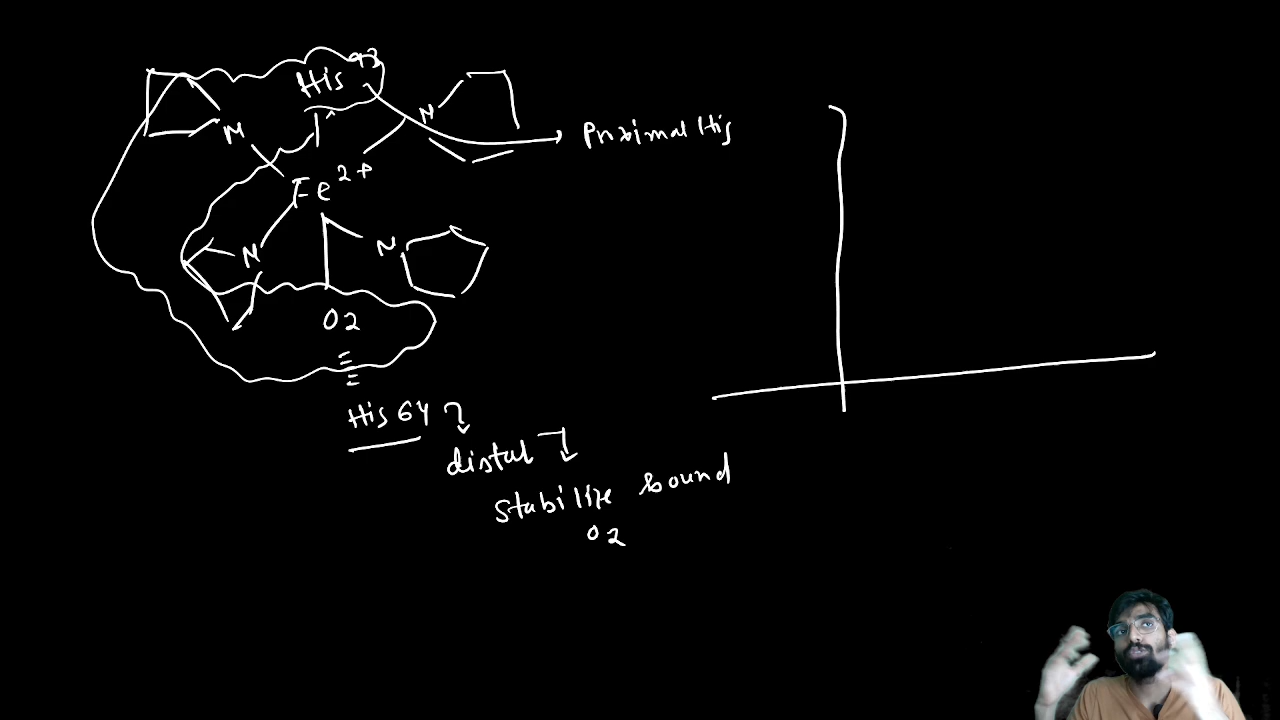 His 93
N
N
Proximal His
Fe 2+
N
N
O2
His 64
distal
Stabilize bound
O2